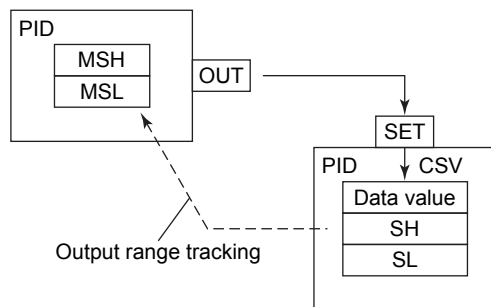 PID
MSH
MSL
OUT
SET
PID
CSV
Data value
SH
SL
Output range tracking